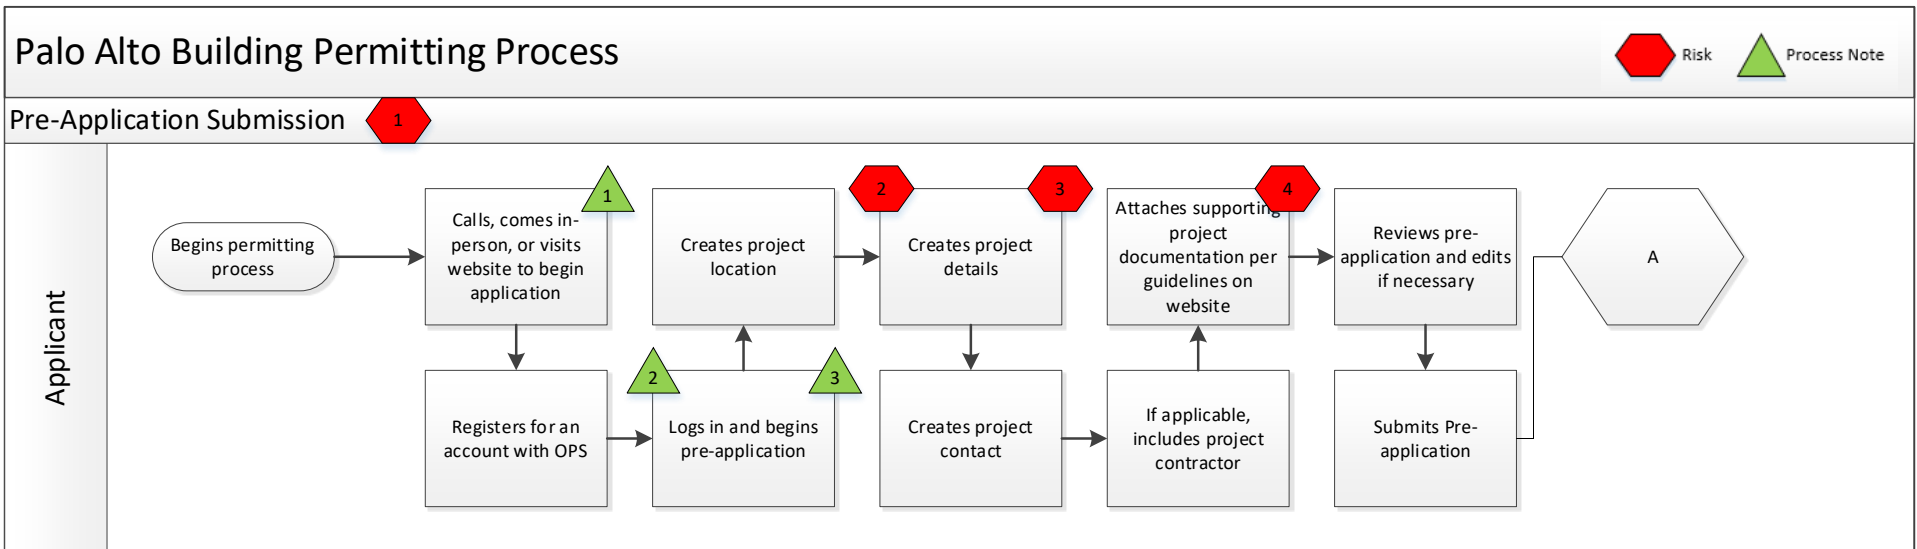 Palo Alto Building Permitting Process
Risk
Process Note
Pre-Application Submission
1
Applicant
Begins permitting
process
1
Calls, comes in-
person, or visits
website to begin
application
Registers for an
account with OPS
2
3
Logs in and begins
pre-application
Creates project
location
2
3
Creates project
details
Creates project
contact
If applicable,
includes project
contractor
4
Attaches supporting
project
documentation per
guidelines on
website
Reviews pre-
application and edits
if necessary
Submits Pre-
application
A